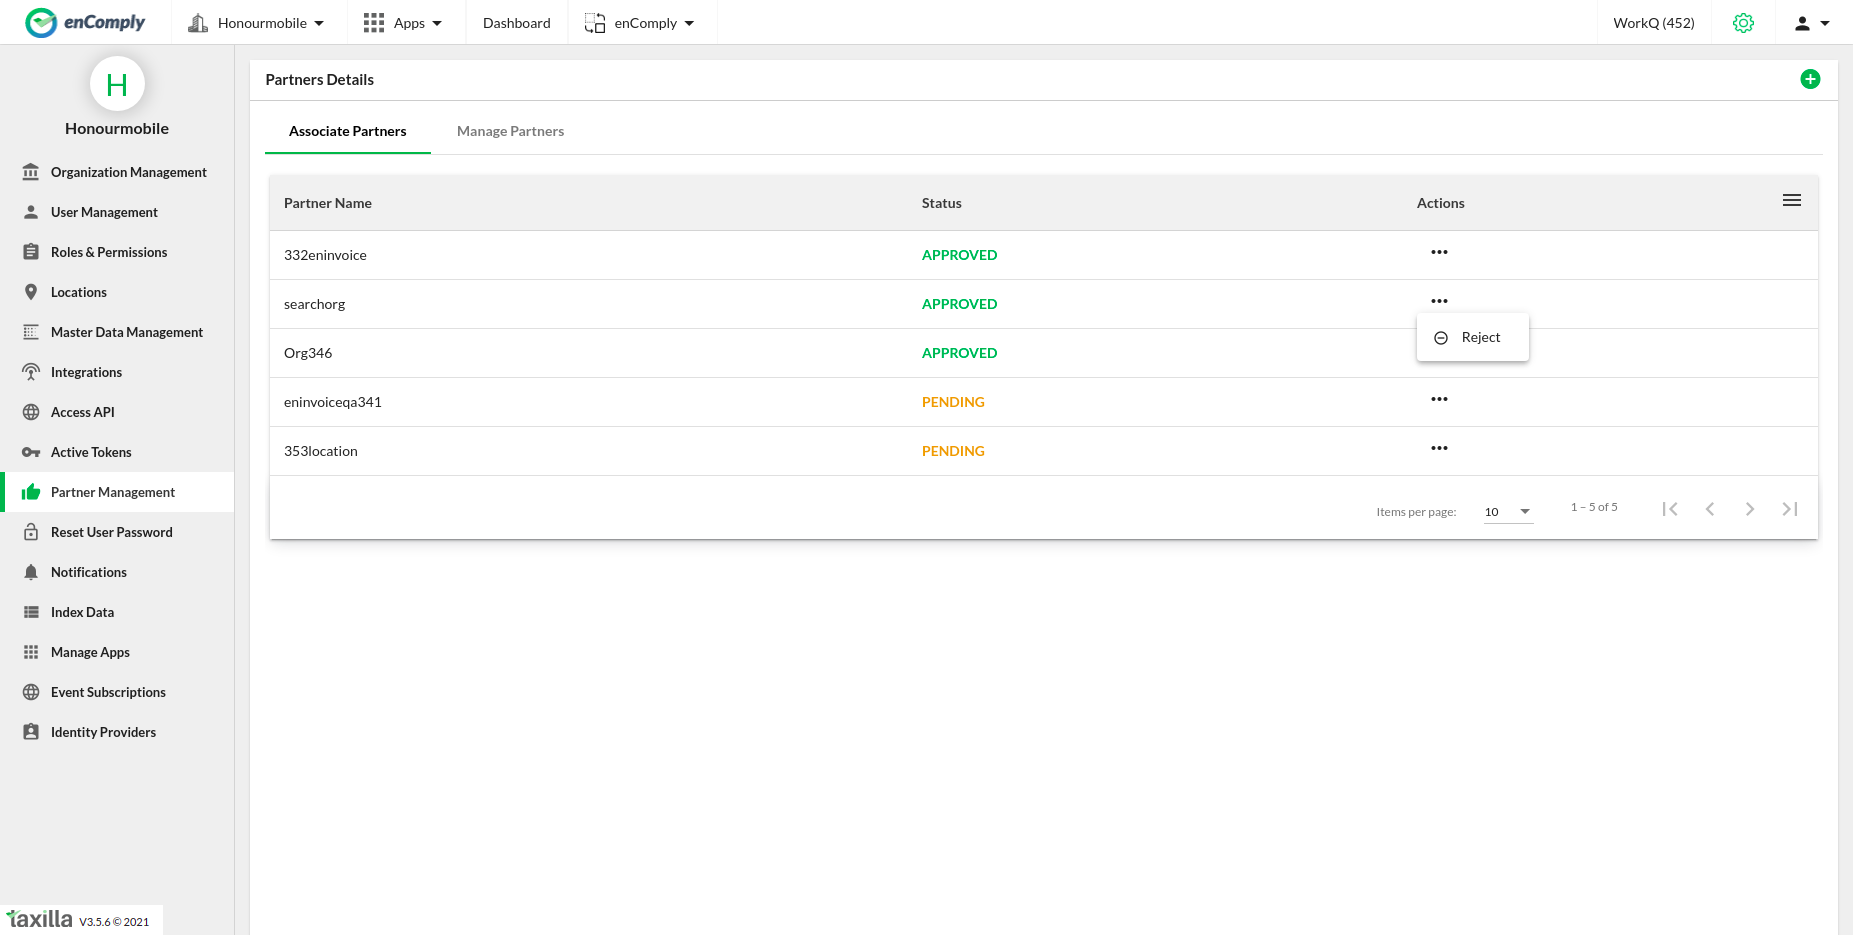 enComply
Honourmobile
Apps
Dashboard
enComply
WorkQ (452)
H
Honourmobile
Organization Management
User Management
Roles & Permissions
Locations
Master Data Management
Integrations
Access API
Active Tokens
Partner Management
Reset User Password
Notifications
Index Data
Manage Apps
Event Subscriptions
Identity Providers
taxilla V3.5.6 © 2021
Partners Details
Associate Partners Manage Partners
Partner Name Status Actions
332eninvoice APPROVED
searchorg APPROVED
Reject
Org346 APPROVED
eninvoiceqa341 PENDING
353location PENDING
Items per page: 10 1 – 5 of 5